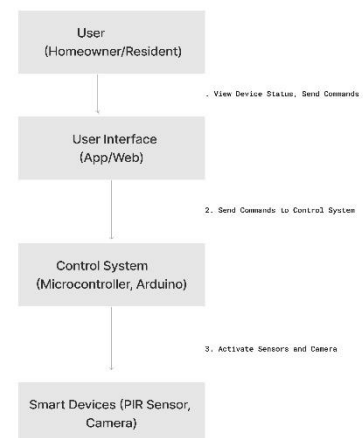 User
(Homeowner/Resident)
. View Device Status, Send Commands
User Interface
(App/Web)
2. Send Commands to Control System
Control System
(Microcontroller, Arduino)
3. Activate Sensors and Camera
Smart Devices (PIR Sensor,
Camera)